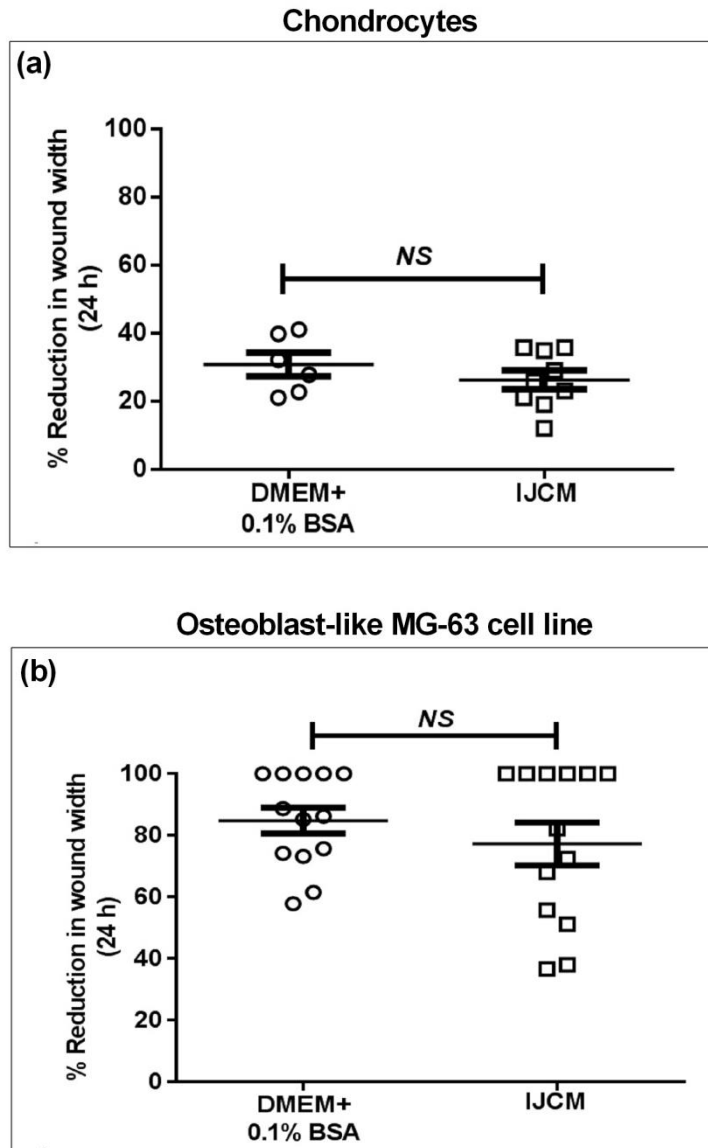 Chondrocytes
(a)
% Reduction in wound width
(24 h)
100
80
60
40
20
0
NS
DMEM+
0.1% BSA
IJCM
Osteoblast-like MG-63 cell line
(b)
% Reduction in wound width
(24 h)
100
80
60
40
20
0
NS
DMEM+
0.1% BSA
IJCM